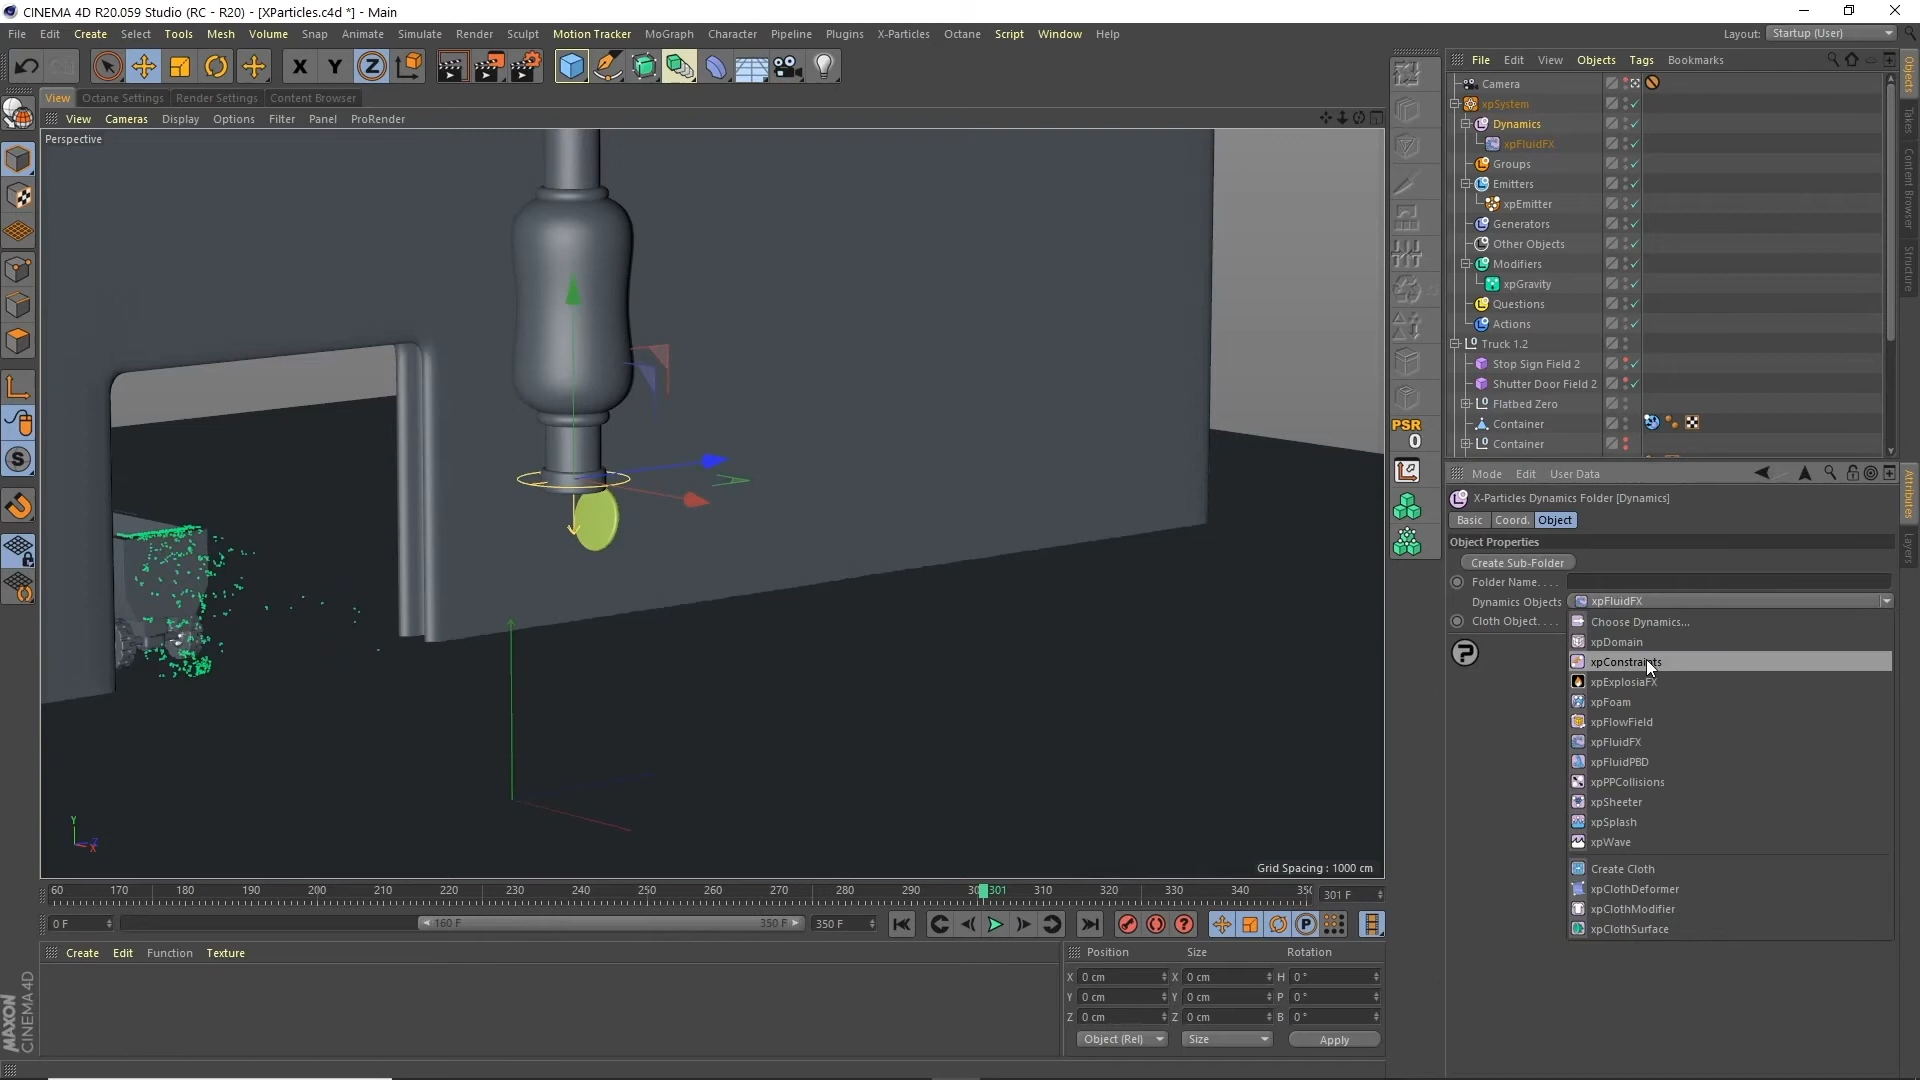 CINEMA 4D R20.059 Studio (RC - R20) - [XParticles.c4d *] - Main
File Edit Create Select Tools Mesh Volume Snap Animate Simulate Render Sculpt Motion Tracker MoGraph Character Pipeline Plugins X-Particles Octane Script Window Help
Layout: Startup (User)
X Y Z
File Edit View Objects Tags Bookmarks
View Octane Settings Render Settings Content Browser
View Cameras Display Options Filter Panel ProRender
Perspective
Camera
xpSystem
Dynamics
xpFluidFX
Groups
Emitters
xpEmitter
Generators
Other Objects
Modifiers
xpGravity
Questions
Actions
Truck 1.2
Stop Sign Field 2
Shutter Door Field 2
Flatbed Zero
Container
Container
Objects
Takes
Content Browser
Structure
PSR
0
Mode Edit User Data
X-Particles Dynamics Folder [Dynamics]
Basic Coord. Object
Object Properties
Create Sub-Folder
Folder Name. . . .
Dynamics Objects xpFluidFX
Cloth Object. . . .
Choose Dynamics...
xpDomain
xpConstraints
xpExplosiaFX
xpFoam
xpFlowField
xpFluidFX
xpFluidPBD
xpPPCollisions
xpSheeter
xpSplash
xpWave
Create Cloth
xpClothDeformer
xpClothModifier
xpClothSurface
Attributes
Layers
Y
Z
X
Grid Spacing : 1000 cm
60 170 180 190 200 210 220 230 240 250 260 270 280 290 30 301 310 320 330 340 350 301 F
0 F 160 F 350 F 350 F
Create Edit Function Texture
Position Size Rotation
X 0 cm X 0 cm H 0 °
Y 0 cm Y 0 cm P 0 °
Z 0 cm Z 0 cm B 0 °
Object (Rel) Size Apply
MAXON
CINEMA 4D